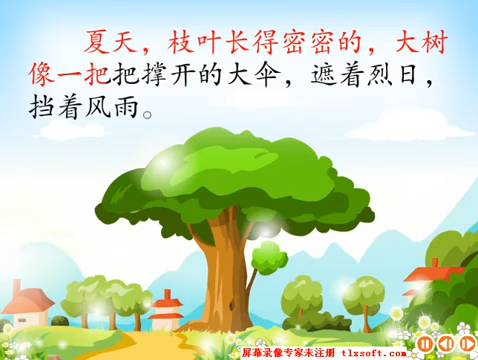 夏天，枝叶长得密密的，大树
像一把把撑开的大伞，遮着烈日，
挡着风雨。
屏幕录像专家未注册 tlxsoft.com